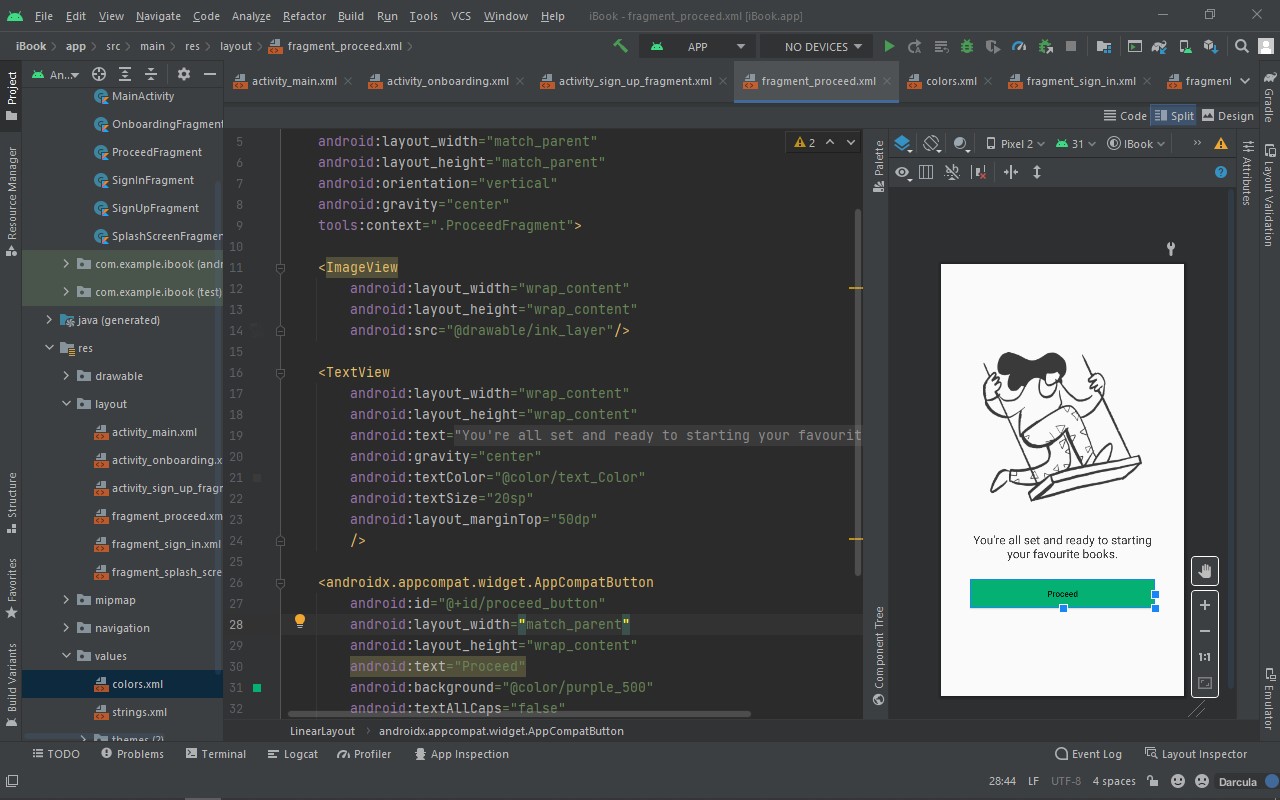 File Edit View Navigate Code Analyze Refactor Build Run Tools VCS Window Help iBook - fragment_proceed.xml [iBook.app]
iBook app src main res layout fragment_proceed.xml APP NO DEVICES
An... activity_main.xml activity_onboarding.xml activity_sign_up_fragment.xml fragment_proceed.xml colors.xml fragment_sign_in.xml fragment
Code Split Design
Project
Resource Manager
Structure
Favorites
Build Variants
MainActivity
OnboardingFragment
ProceedFragment
SignInFragment
SignUpFragment
SplashScreenFragmen
com.example.ibook (andr
com.example.ibook (test)
java (generated)
res
drawable
layout
activity_main.xml
activity_onboarding.x
activity_sign_up_fragr
fragment_proceed.xm
fragment_sign_in.xml
fragment_splash_scre
mipmap
navigation
values
colors.xml
strings.xml
themes (2)
5 android:layout_width="match_parent"
6 android:layout_height="match_parent"
7 android:orientation="vertical"
8 android:gravity="center"
9 tools:context=".ProceedFragment">
10
11 <ImageView
12 android:layout_width="wrap_content"
13 android:layout_height="wrap_content"
14 android:src="@drawable/ink_layer"/>
15
16 <TextView
17 android:layout_width="wrap_content"
18 android:layout_height="wrap_content"
19 android:text="You're all set and ready to starting your favourit
20 android:gravity="center"
21 android:textColor="@color/text_Color"
22 android:textSize="20sp"
23 android:layout_marginTop="50dp"
24 />
25
26 <androidx.appcompat.widget.AppCompatButton
27 android:id="@+id/proceed_button"
28 android:layout_width="match_parent"
29 android:layout_height="wrap_content"
30 android:text="Proceed"
31 android:background="@color/purple_500"
32 android:textAllCaps="false"
2
LinearLayout androidx.appcompat.widget.AppCompatButton
Palette
Component Tree
Pixel 2 31 IBook
You're all set and ready to starting
your favourite books.
Proceed
1:1
Attributes
Gradle
Layout Validation
Emulator
TODO Problems Terminal Logcat Profiler App Inspection Event Log Layout Inspector
28:44 LF UTF-8 4 spaces Darcula